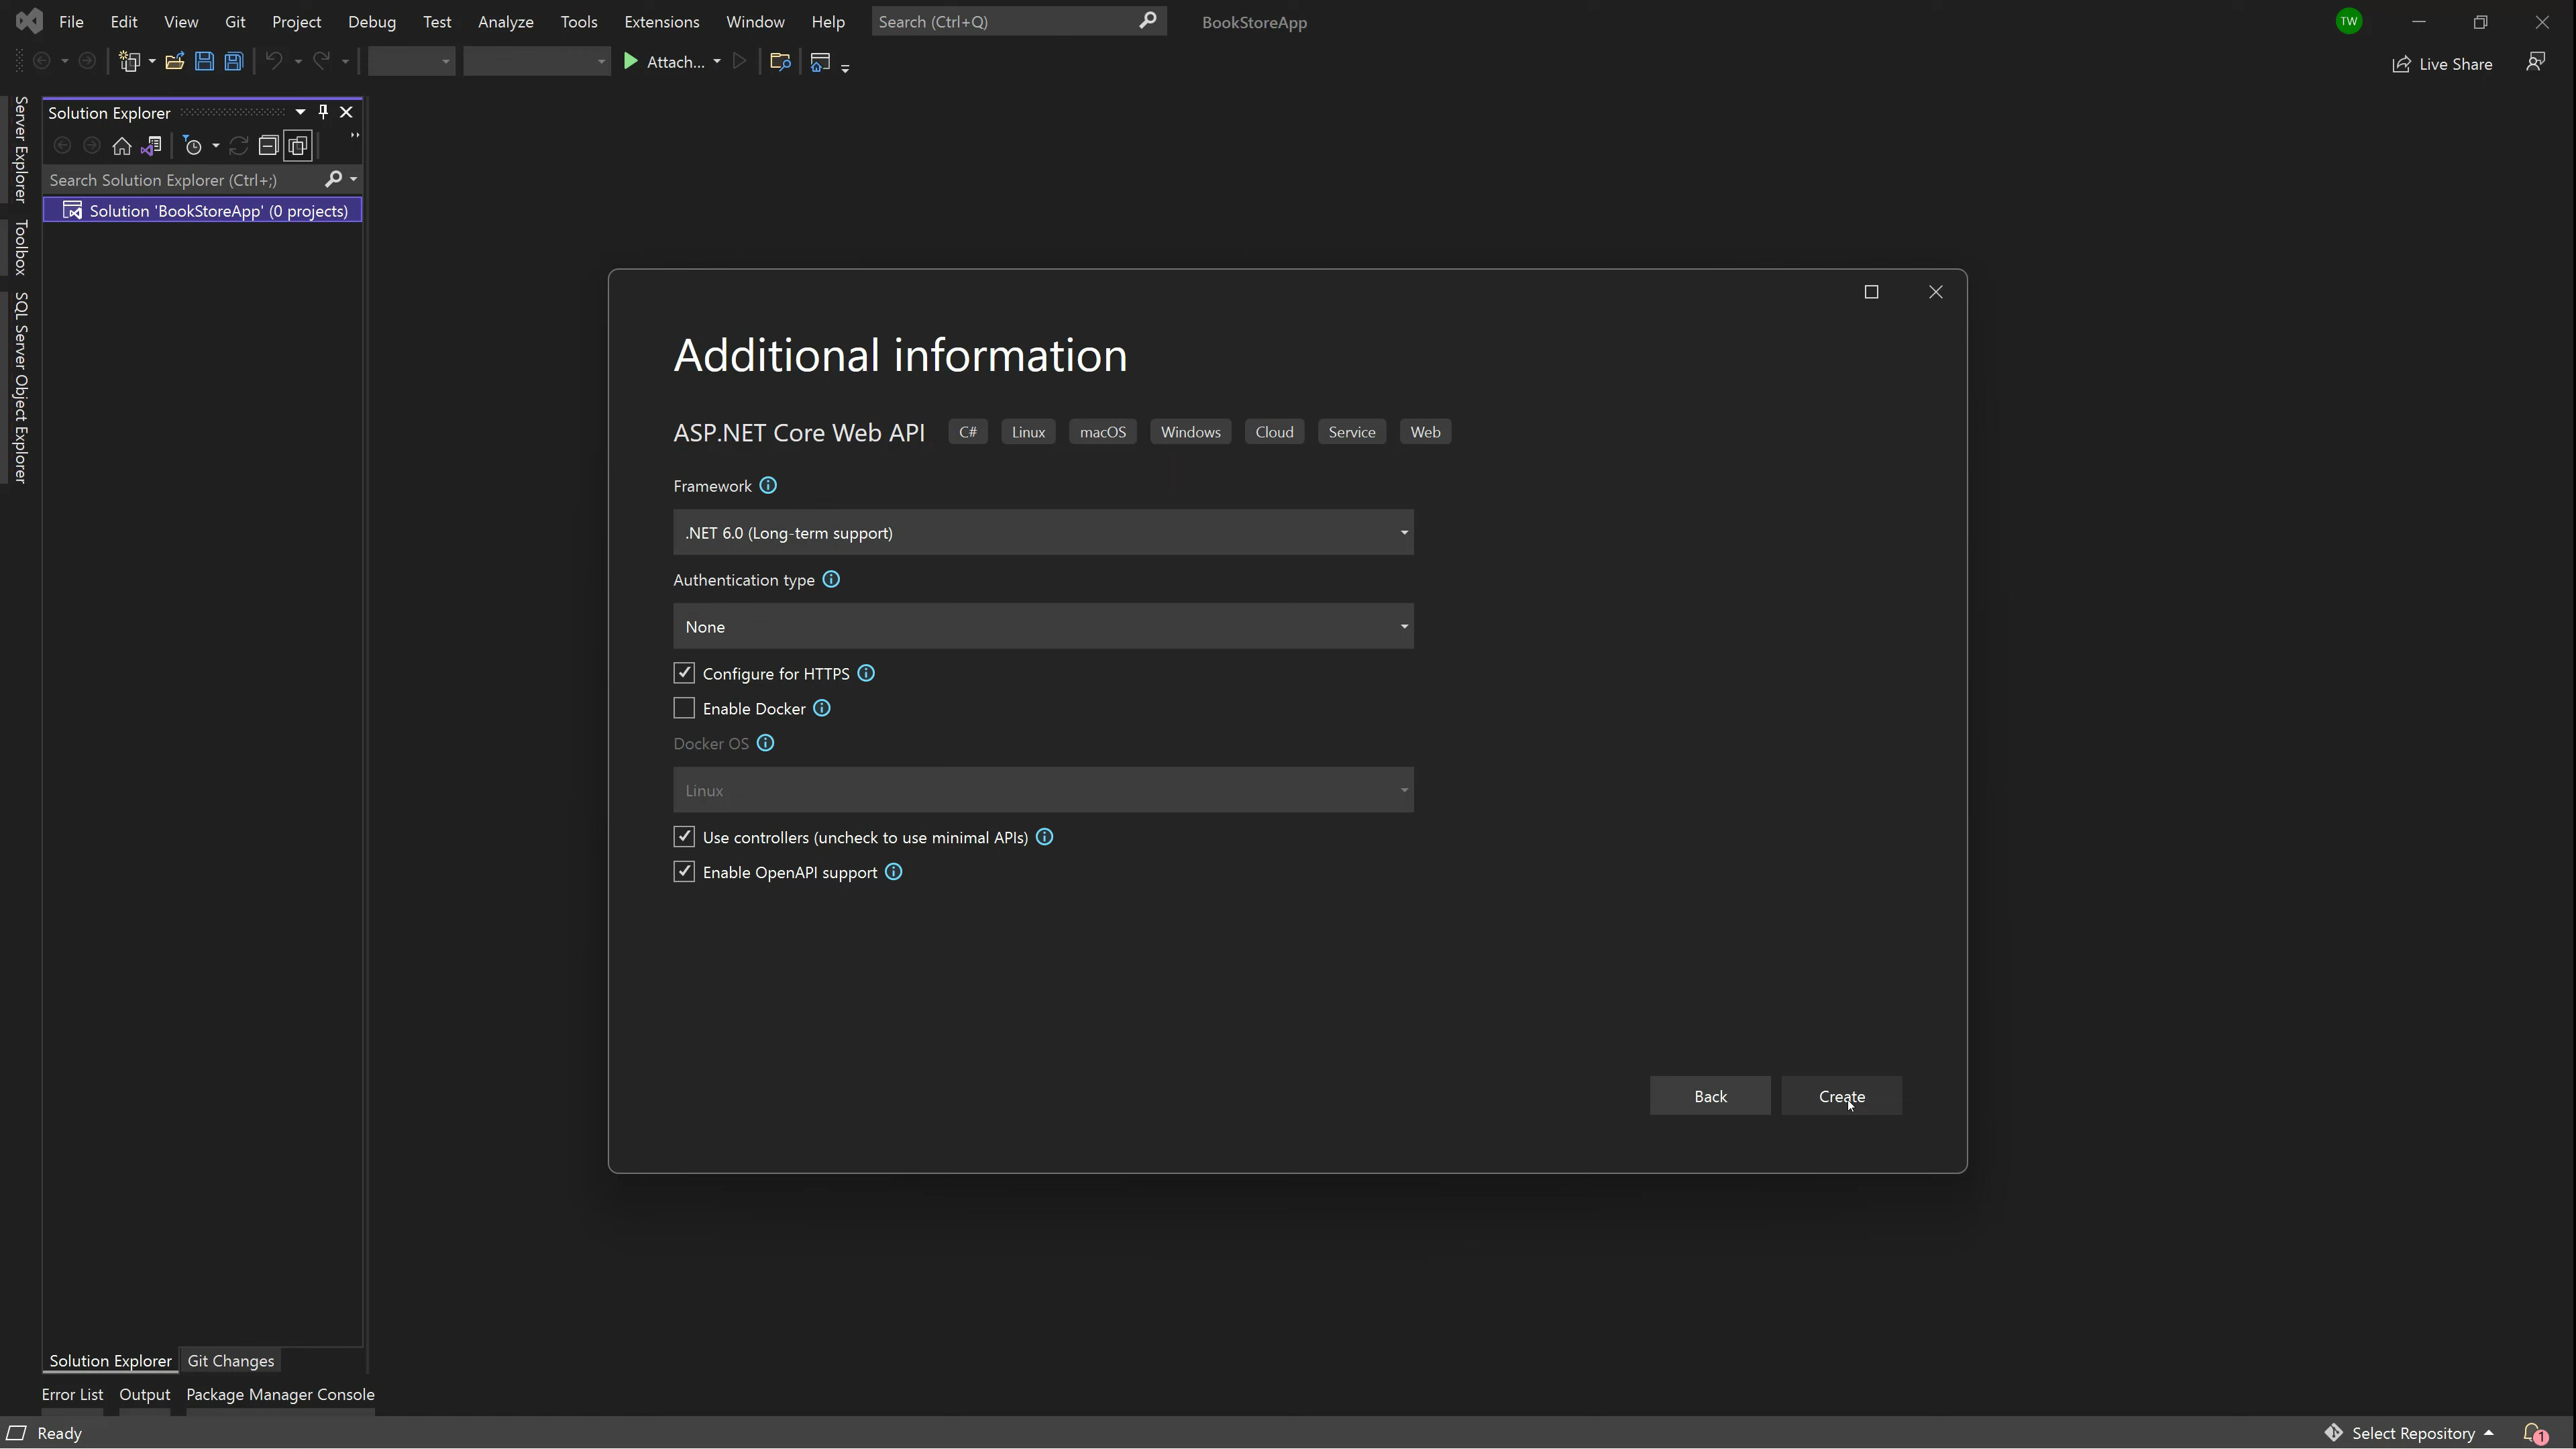 File Edit View Git Project Debug Test Analyze Tools Extensions Window Help Search (Ctrl+Q) BookStoreApp TW
Attach... Live Share
Server Explorer
Toolbox
SQL Server Object Explorer
Solution Explorer
Search Solution Explorer (Ctrl+;)
Solution 'BookStoreApp' (0 projects)
Additional information
ASP.NET Core Web API C# Linux macOS Windows Cloud Service Web
Framework
.NET 6.0 (Long-term support)
Authentication type
None
Configure for HTTPS
Enable Docker
Docker OS
Linux
Use controllers (uncheck to use minimal APIs)
Enable OpenAPI support
Back Create
Solution Explorer Git Changes
Error List Output Package Manager Console
Ready Select Repository 1